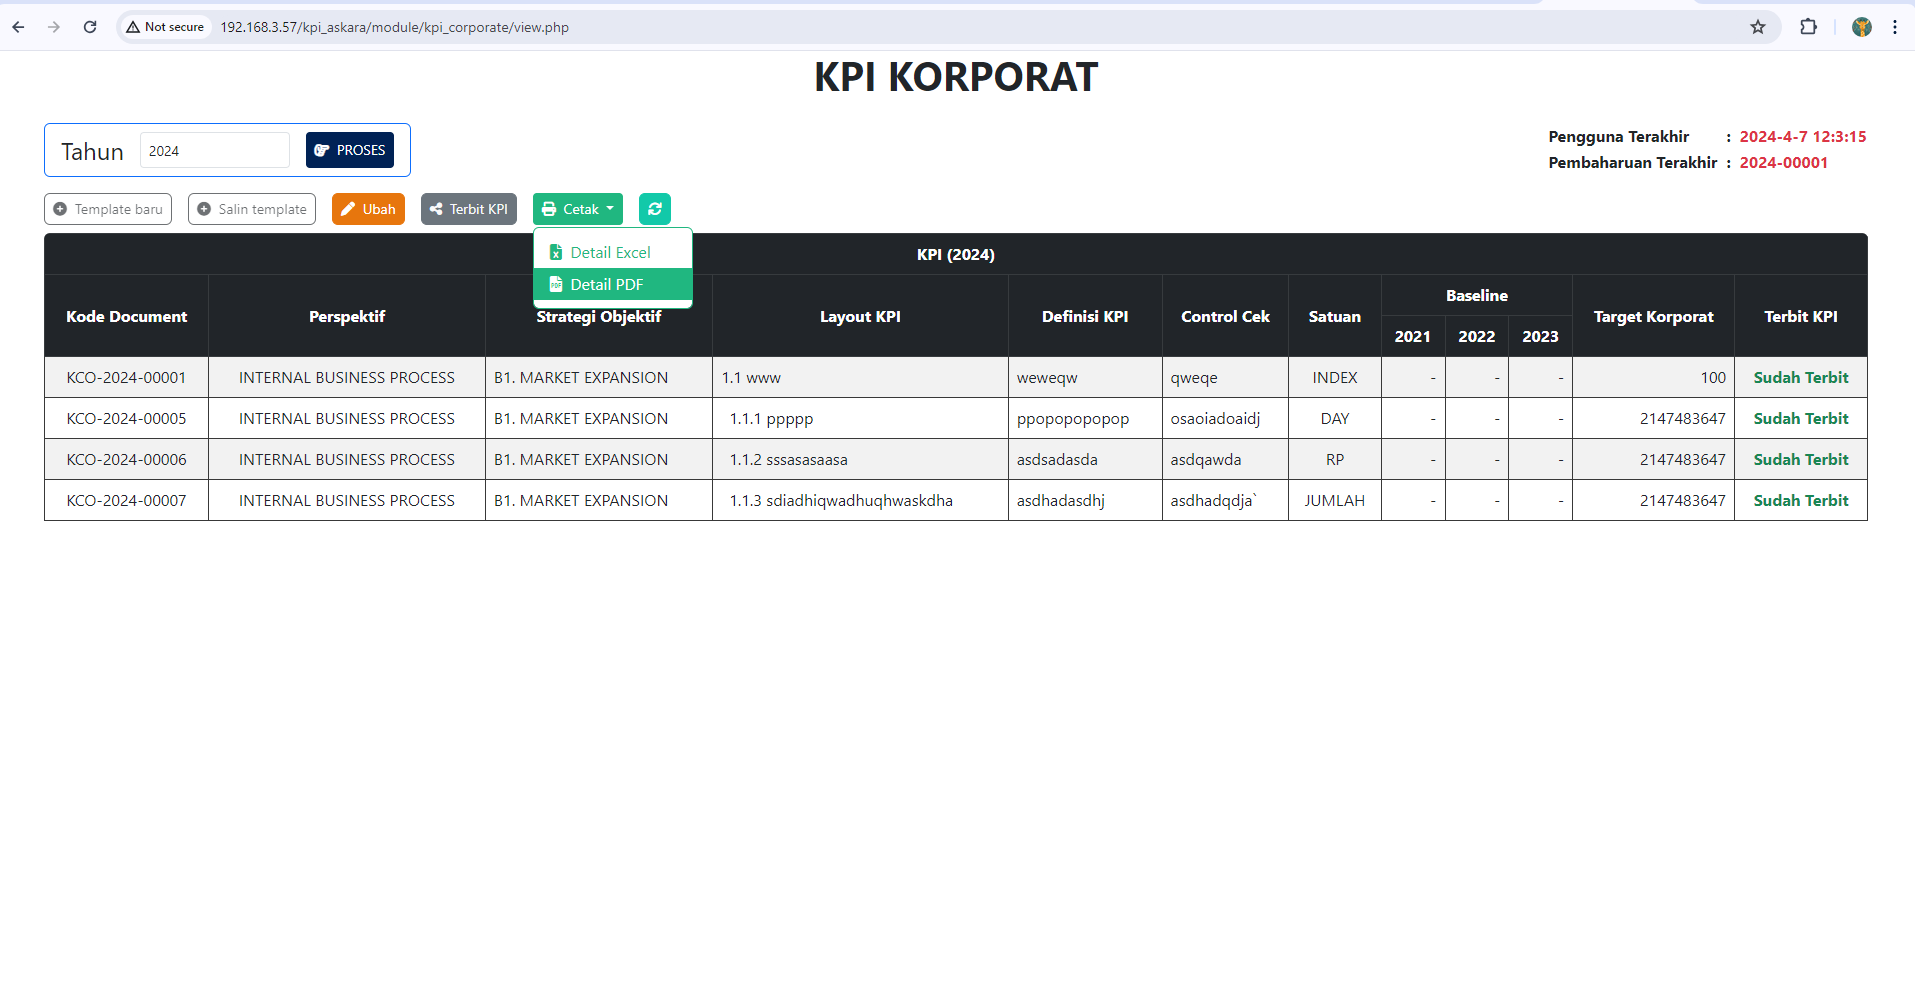 Not secure 192.168.3.57/kpi_askara/module/kpi_corporate/view.php
KPI KORPORAT
Tahun 2024 PROSES
Pengguna Terakhir : 2024-4-7 12:3:15
Pembaharuan Terakhir : 2024-00001
Template baru Salin template Ubah Terbit KPI Cetak
Detail Excel
Detail PDF
KPI (2024)
Kode Document Perspektif Strategi Objektif Layout KPI Definisi KPI Control Cek Satuan Baseline Target Korporat Terbit KPI
2021 2022 2023
KCO-2024-00001 INTERNAL BUSINESS PROCESS B1. MARKET EXPANSION 1.1 www weweqw qweqe INDEX - - - 100 Sudah Terbit
KCO-2024-00005 INTERNAL BUSINESS PROCESS B1. MARKET EXPANSION 1.1.1 ppppp ppopopopopop osaoiadoaidj DAY - - - 2147483647 Sudah Terbit
KCO-2024-00006 INTERNAL BUSINESS PROCESS B1. MARKET EXPANSION 1.1.2 sssasasaasa asdsadasda asdqawda RP - - - 2147483647 Sudah Terbit
KCO-2024-00007 INTERNAL BUSINESS PROCESS B1. MARKET EXPANSION 1.1.3 sdiadhiqwadhuqhwaskdha asdhadasdhj asdhadqdja` JUMLAH - - - 2147483647 Sudah Terbit